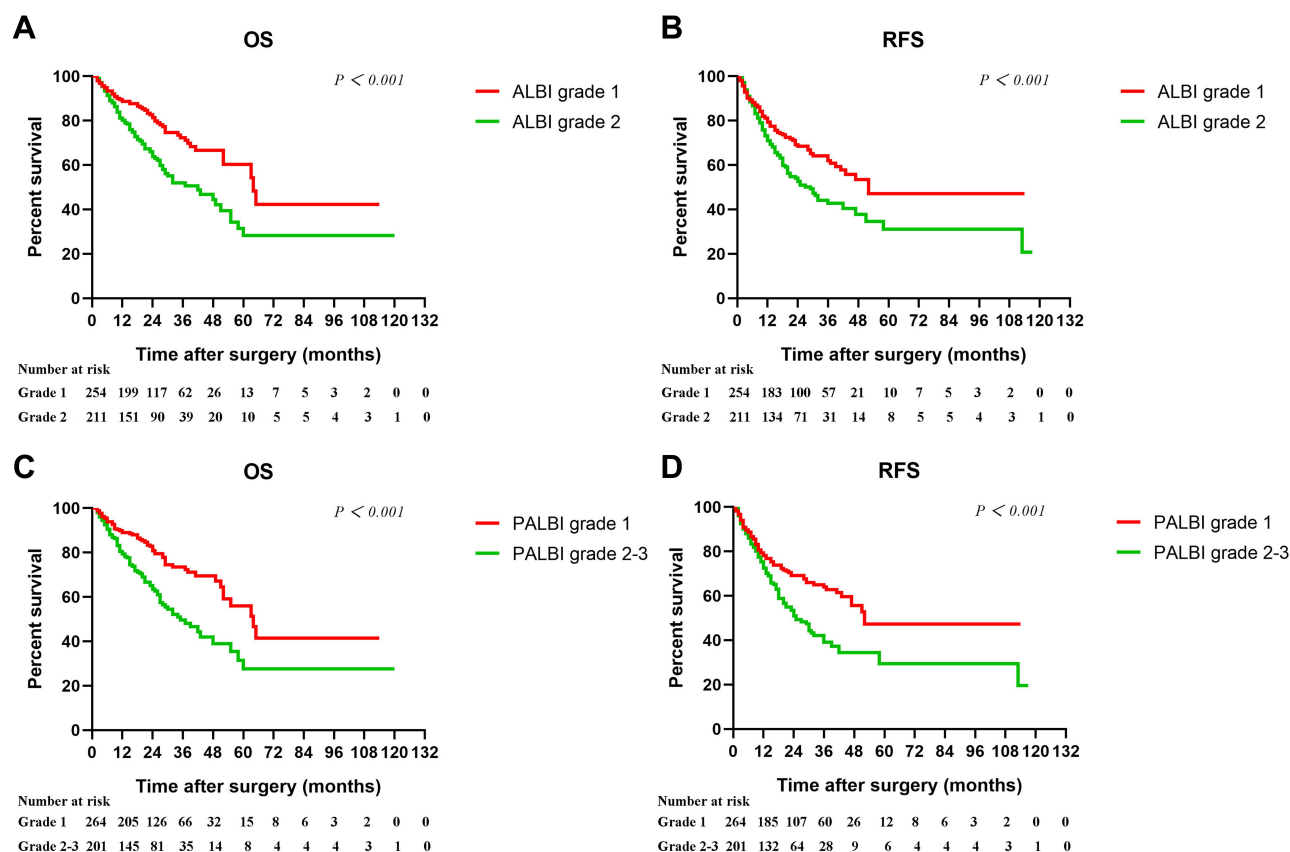 A
OS
P < 0.001
ALBI grade 1
ALBI grade 2
Percent survival
100
80
60
40
20
0
0 12 24 36 48 60 72 84 96 108 120 132
Time after surgery (months)
Number at risk
Grade 1 254 199 117 62 26 13 7 5 3 2 0 0
Grade 2 211 151 90 39 20 10 5 5 4 3 1 0
B
RFS
P < 0.001
ALBI grade 1
ALBI grade 2
Percent survival
100
80
60
40
20
0
0 12 24 36 48 60 72 84 96 108 120 132
Time after surgery (months)
Number at risk
Grade 1 254 183 100 57 21 10 7 5 3 2 0 0
Grade 2 211 134 71 31 14 8 5 5 4 3 1 0
C
OS
P < 0.001
PALBI grade 1
PALBI grade 2-3
Percent survival
100
80
60
40
20
0
0 12 24 36 48 60 72 84 96 108 120 132
Time after surgery (months)
Number at risk
Grade 1 264 205 126 66 32 15 8 6 3 2 0 0
Grade 2-3 201 145 81 35 14 8 4 4 4 3 1 0
D
RFS
P < 0.001
PALBI grade 1
PALBI grade 2-3
Percent survival
100
80
60
40
20
0
0 12 24 36 48 60 72 84 96 108 120 132
Time after surgery (months)
Number at risk
Grade 1 264 185 107 60 26 12 8 6 3 2 0 0
Grade 2-3 201 132 64 28 9 6 4 4 4 3 1 0